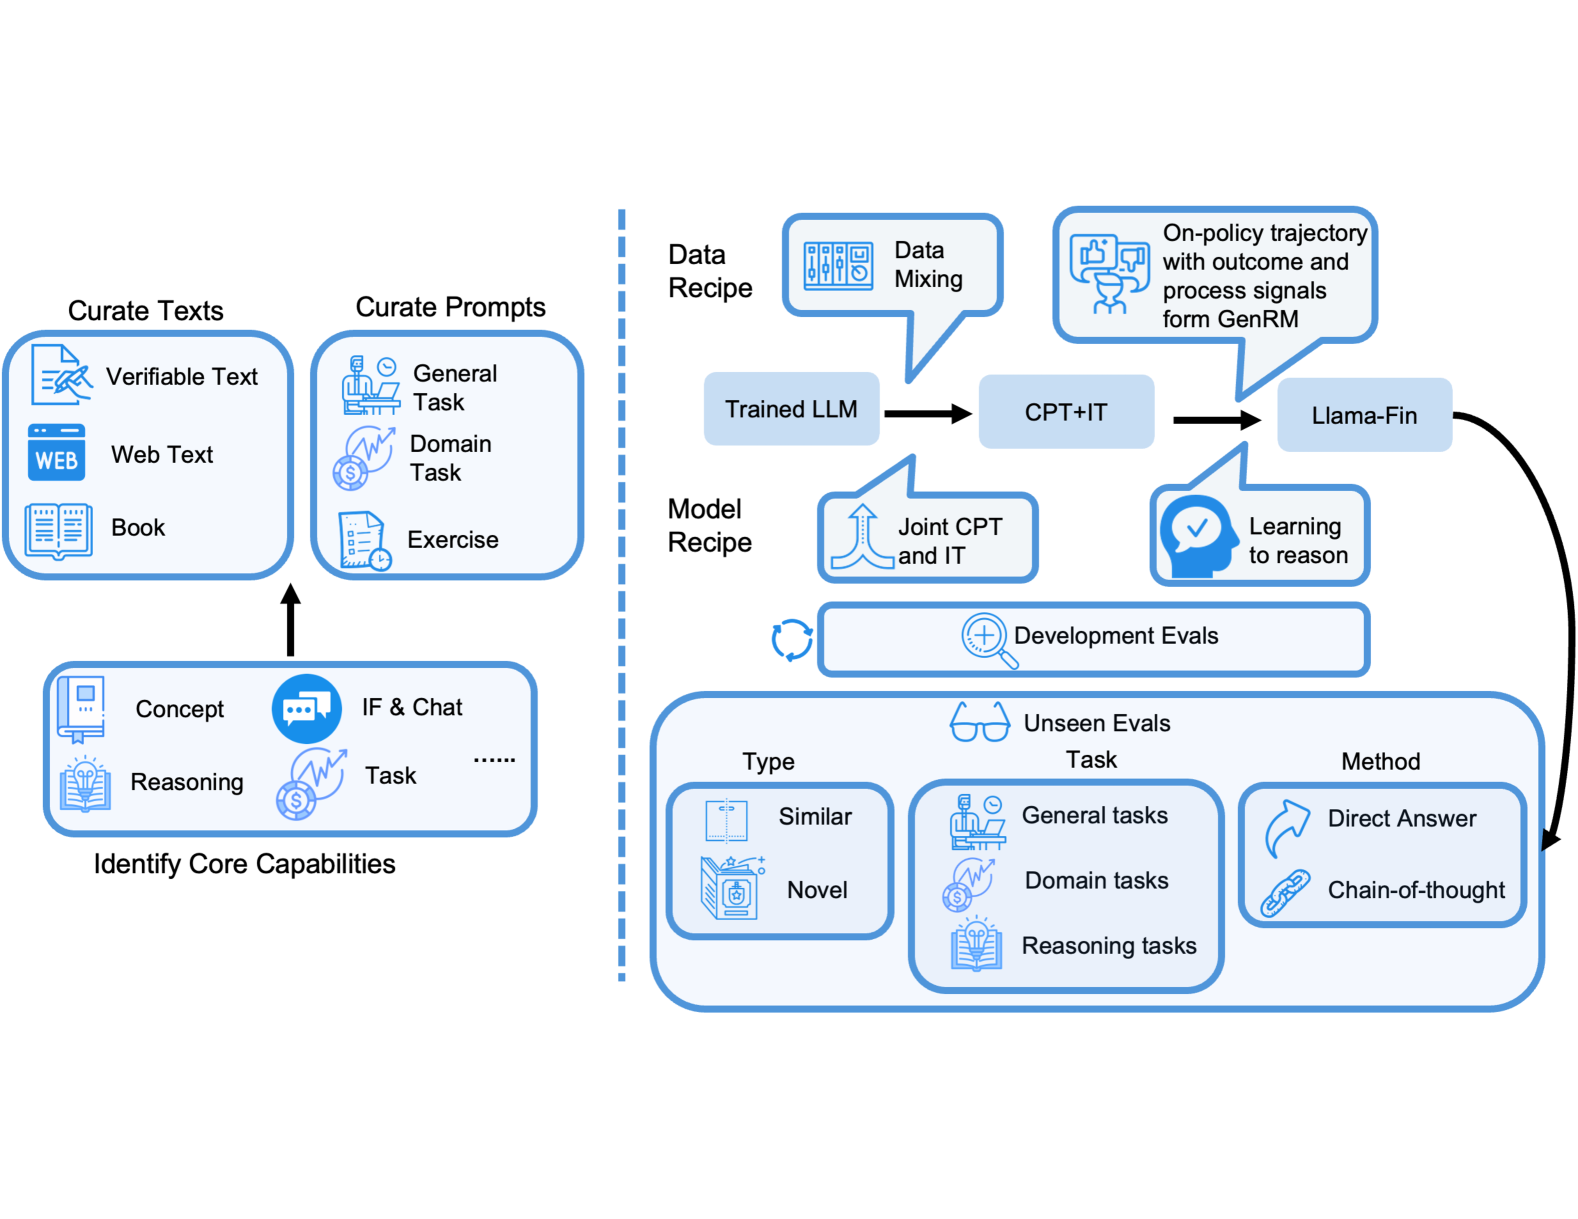 Curate Texts
Verifiable Text
WEB
Web Text
Book
Curate Prompts
General
Task
Domain
Task
$
Exercise
Concept
IF & Chat
Reasoning
$
Task
......
Identify Core Capabilities
Data
Recipe
Data
Mixing
On-policy trajectory
with outcome and
process signals
form GenRM
Trained LLM
CPT+IT
Llama-Fin
Model
Recipe
Joint CPT
and IT
Learning
to reason
Development Evals
Unseen Evals
Type
Similar
Novel
Task
General tasks
$
Domain tasks
Reasoning tasks
Method
Direct Answer
Chain-of-thought